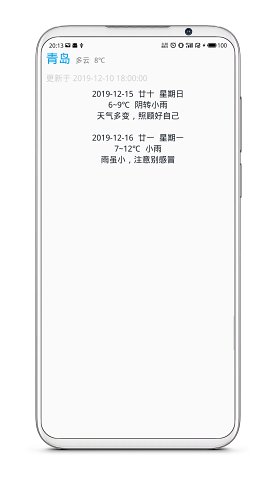 20:13 100
青岛 多云 8℃
更新于 2019-12-10 18:00:00
2019-12-15 廿十 星期日
6~9℃ 阴转小雨
天气多变，照顾好自己
2019-12-16 廿一 星期一
7~12℃ 小雨
雨虽小，注意别感冒